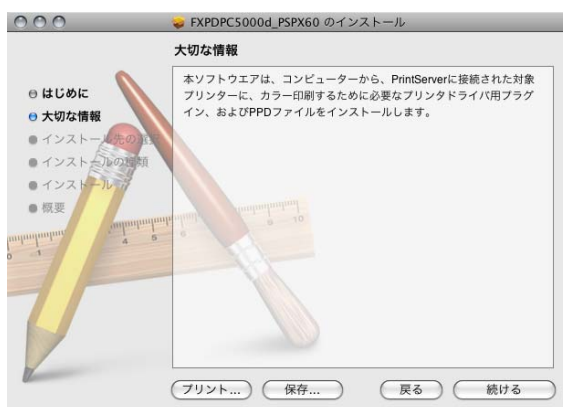 FXPDPC5000d_PSPX60 のインストール
大切な情報
はじめに
大切な情報
インストール先の選択
インストールの種類
インストール
概要
本ソフトウエアは、コンピューターから、PrintServerに接続された対象
プリンターに、カラー印刷するために必要なプリンタドライバ用プラグ
イン、およびPPDファイルをインストールします。
0 1 4 5 6 9 10
プリント... 保存... 戻る 続ける